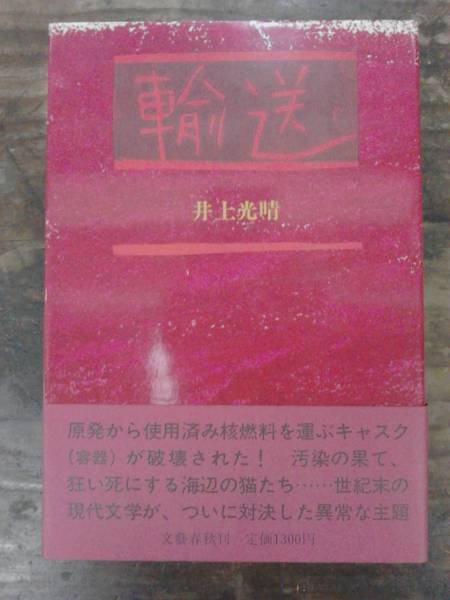 輸送
井上光晴
原発から使用済み核燃料を運ぶキャスク
(容器)が破壊された! 汚染の果て、
狂い死にする海辺の猫たち……世紀末の
現代文学が、ついに対決した異常な主題
文藝春秋刊 定価1300円